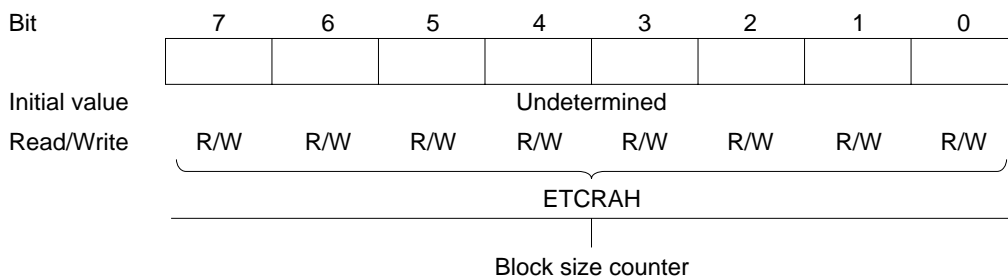 Bit 7 6 5 4 3 2 1 0
Initial value Undetermined
Read/Write R/W R/W R/W R/W R/W R/W R/W R/W
ETCRAH
Block size counter